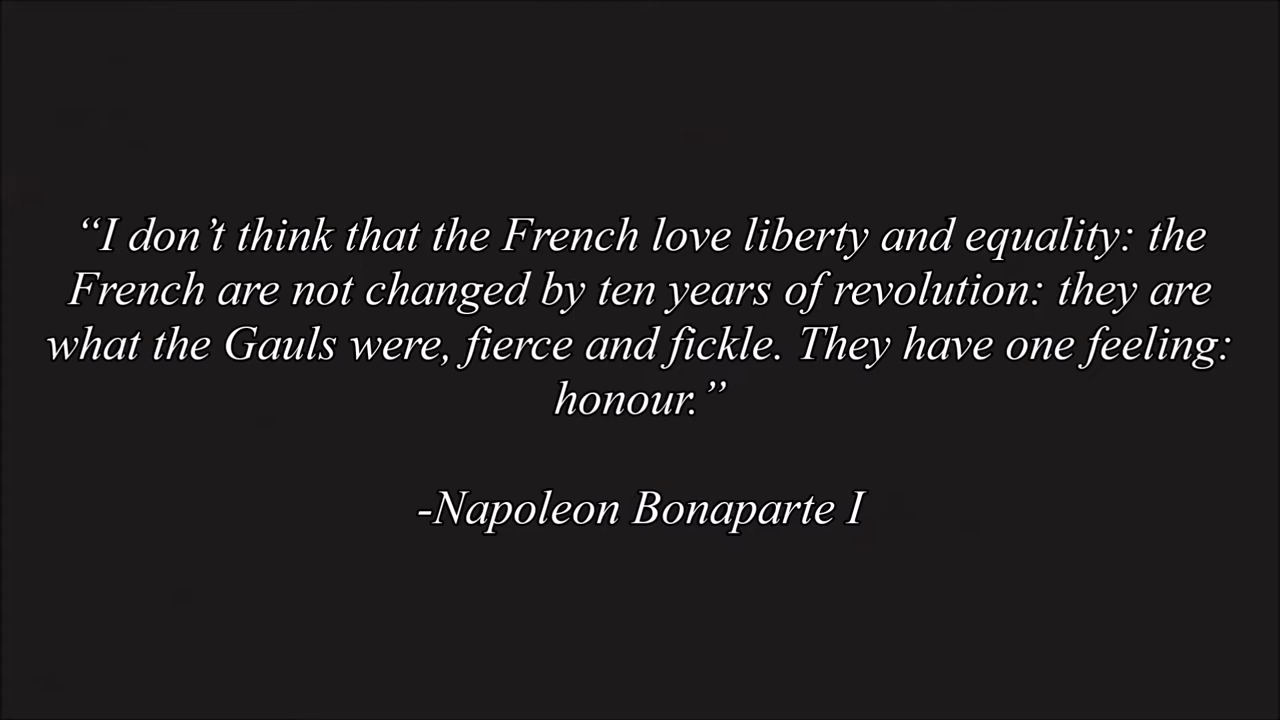 “I don’t think that the French love liberty and equality: the
French are not changed by ten years of revolution: they are
what the Gauls were, fierce and fickle. They have one feeling:
honour.”
-Napoleon Bonaparte I